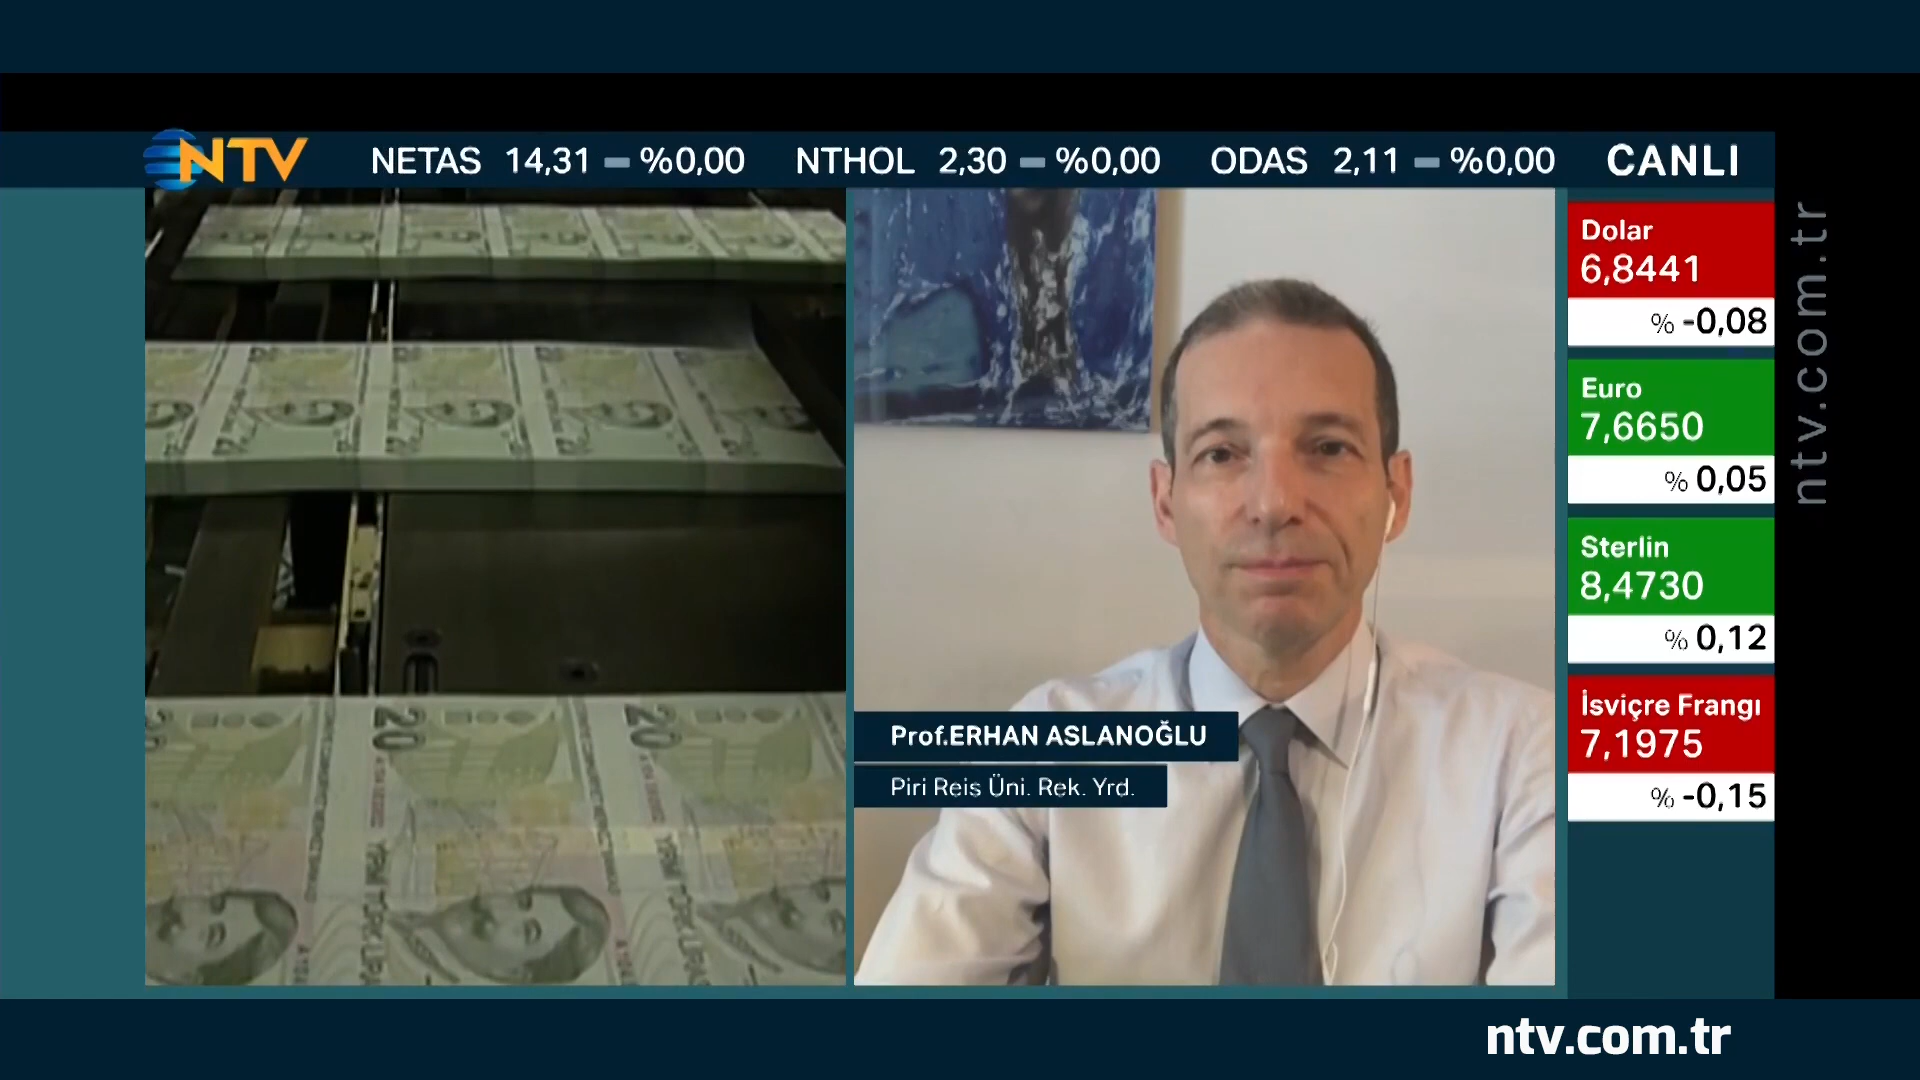 NTV
NETAS 14,31 %0,00 NTHOL 2,30 %0,00 ODAS 2,11 %0,00
CANLI
Dolar
6,8441
% -0,08
Euro
7,6650
% 0,05
Sterlin
8,4730
% 0,12
İsviçre Frangı
7,1975
% -0,15
ntv.com.tr
20
20
Prof.ERHAN ASLANOĞLU
Piri Reis Üni. Rek. Yrd.
ntv.com.tr